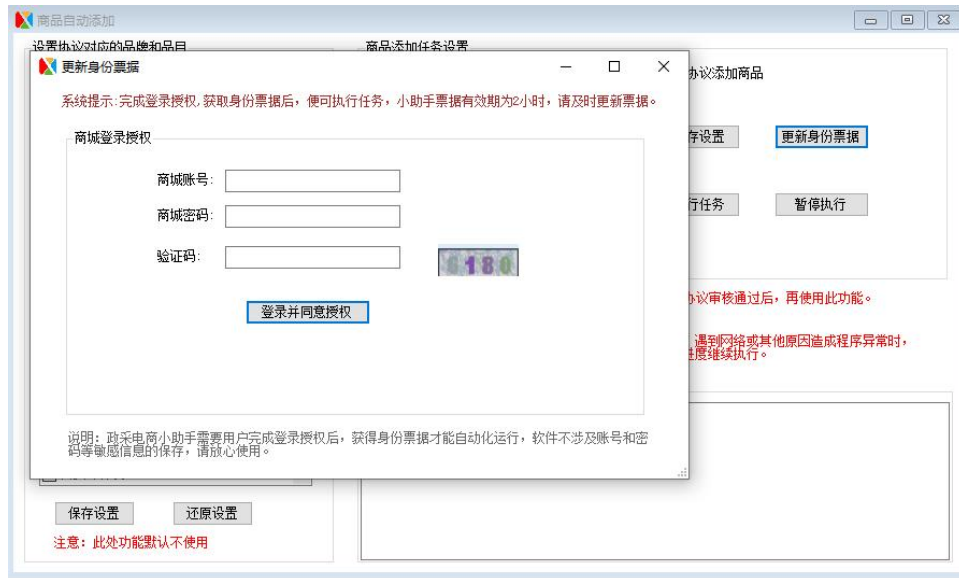 商品自动添加
设置协议对应的品牌和品目
商品添加任务设置
更新身份票据
系统提示:完成登录授权,获取身份票据后，便可执行任务，小助手票据有效期为2小时，请及时更新票据。
商城登录授权
商城账号:
商城密码:
验证码:
6180
登录并同意授权
说明：政采电商小助手需要用户完成登录授权后，获得身份票据才能自动化运行，软件不涉及账号和密
码等敏感信息的保存，请放心使用。
协议添加商品
存设置
更新身份票据
行任务
暂停执行
协议审核通过后，再使用此功能。
遇到网络或其他原因造成程序异常时，
进度继续执行。
保存设置
还原设置
注意：此处功能默认不使用